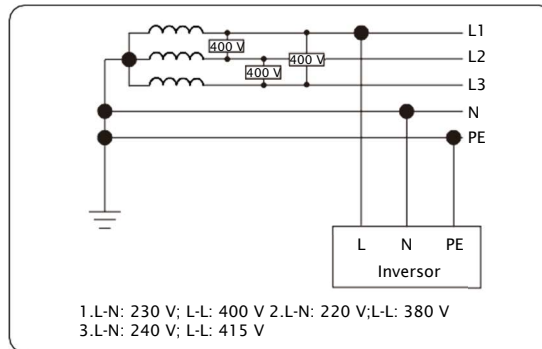 L1
400 V
L2
400 V
400 V
L3
N
PE
L N PE
Inversor
1.L-N: 230 V; L-L: 400 V 2.L-N: 220 V;L-L: 380 V
3.L-N: 240 V; L-L: 415 V